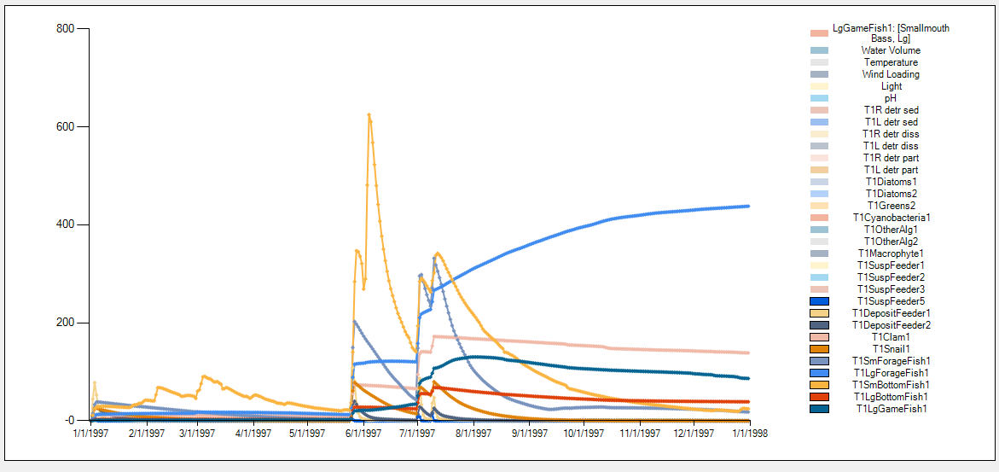 800
600
400
200
-0
1/1/1997
2/1/1997
3/1/1997
4/1/1997
5/1/1997
6/1/1997
7/1/1997
8/1/1997
9/1/1997
10/1/1997
11/1/1997
12/1/1997
1/1/1998
LgGameFish1: [Smallmouth
Bass, Lg]
Water Volume
Temperature
Wind Loading
Light
pH
T1R detr sed
T1L detr sed
T1R detr diss
T1L detr diss
T1R detr part
T1L detr part
T1Diatoms1
T1Diatoms2
T1Greens2
T1Cyanobacteria1
T1OtherAlg1
T1OtherAlg2
T1Macrophyte1
T1SuspFeeder1
T1SuspFeeder2
T1SuspFeeder3
T1SuspFeeder5
T1DepositFeeder1
T1DepositFeeder2
T1Clam1
T1Snail1
T1SmForageFish1
T1LgForageFish1
T1SmBottomFish1
T1LgBottomFish1
T1LgGameFish1